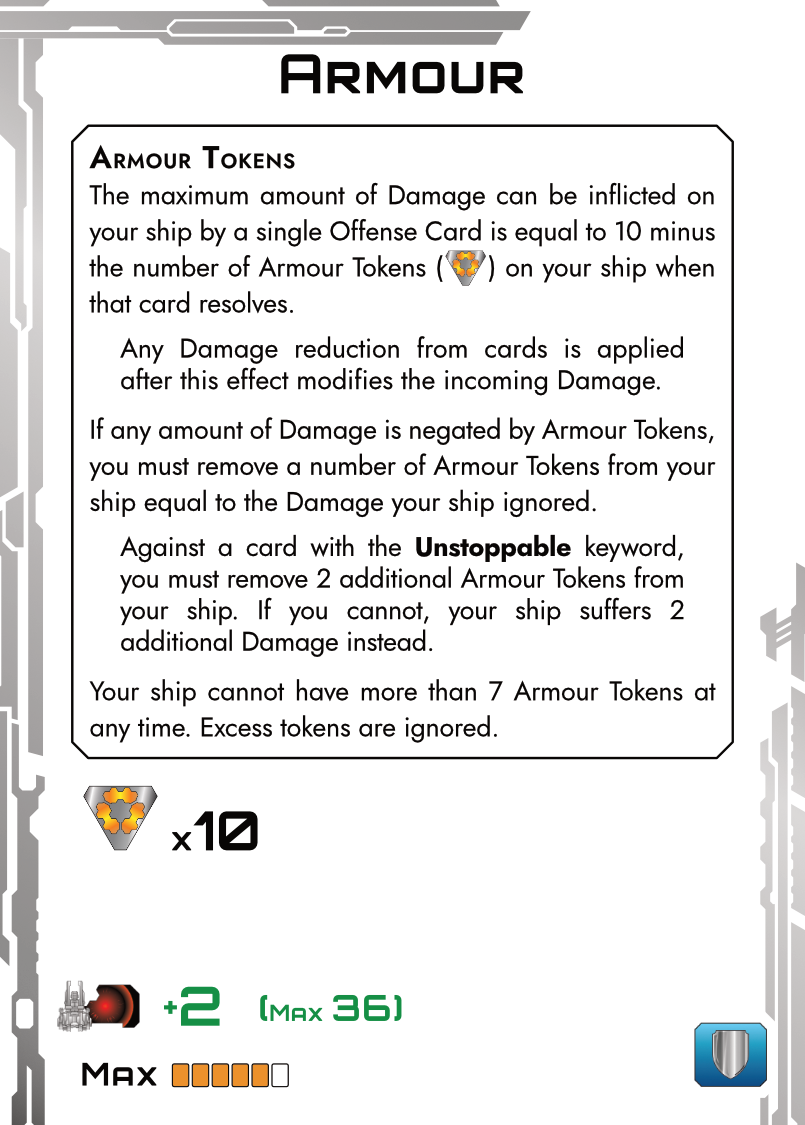 Armour
Armour Tokens
The maximum amount of Damage can be inflicted on
your ship by a single Offense Card is equal to 10 minus
the number of Armour Tokens ( ) on your ship when
that card resolves.
Any Damage reduction from cards is applied
after this effect modifies the incoming Damage.
If any amount of Damage is negated by Armour Tokens,
you must remove a number of Armour Tokens from your
ship equal to the Damage your ship ignored.
Against a card with the Unstoppable keyword,
you must remove 2 additional Armour Tokens from
your ship. If you cannot, your ship suffers 2
additional Damage instead.
Your ship cannot have more than 7 Armour Tokens at
any time. Excess tokens are ignored.
x10
+2 (Max 36)
Max